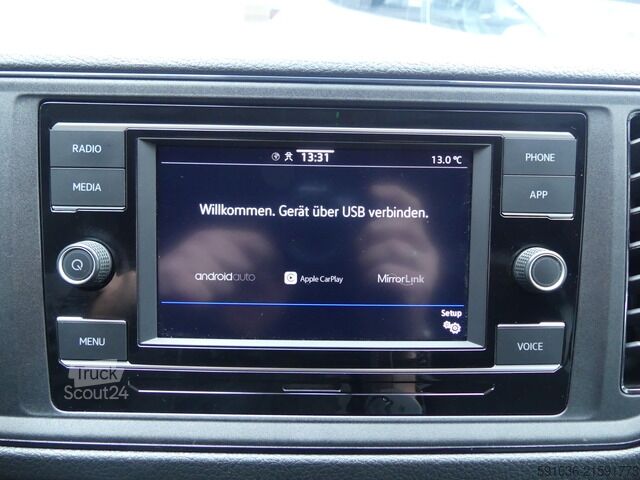 RADIO
MEDIA
MENU
13:31
13.0 °C
Willkommen. Gerät über USB verbinden.
androidauto
Apple CarPlay
MirrorLink
Setup
PHONE
APP
VOICE
Truck
Scout24
591636-21591773